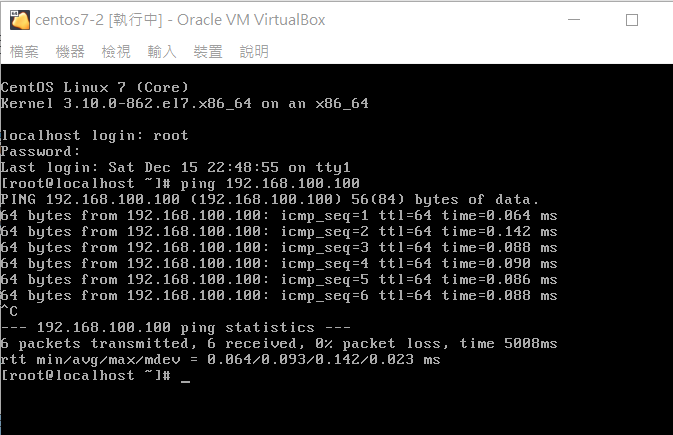 centos7-2 [執行中] - Oracle VM VirtualBox
檔案 機器 檢視 輸入 裝置 說明
CentOS Linux 7 (Core)
Kernel 3.10.0-862.el7.x86_64 on an x86_64
localhost login: root
Password:
Last login: Sat Dec 15 22:48:55 on tty1
[root@localhost ~]# ping 192.168.100.100
PING 192.168.100.100 (192.168.100.100) 56(84) bytes of data.
64 bytes from 192.168.100.100: icmp_seq=1 ttl=64 time=0.064 ms
64 bytes from 192.168.100.100: icmp_seq=2 ttl=64 time=0.142 ms
64 bytes from 192.168.100.100: icmp_seq=3 ttl=64 time=0.088 ms
64 bytes from 192.168.100.100: icmp_seq=4 ttl=64 time=0.090 ms
64 bytes from 192.168.100.100: icmp_seq=5 ttl=64 time=0.086 ms
64 bytes from 192.168.100.100: icmp_seq=6 ttl=64 time=0.088 ms
^C
--- 192.168.100.100 ping statistics ---
6 packets transmitted, 6 received, 0% packet loss, time 5008ms
rtt min/avg/max/mdev = 0.064/0.093/0.142/0.023 ms
[root@localhost ~]# _